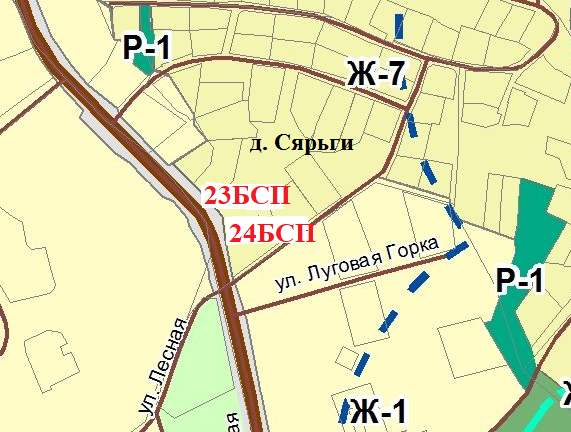 Р-1
Ж-7
д. Сярьги
23БСП
24БСП
ул. Луговая Горка
Р-1
ул. Лесная
Ж-1